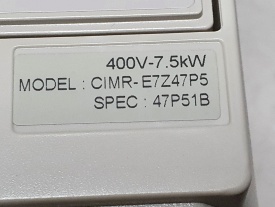 400V-7.5kW
MODEL : CIMR-E7Z47P5
SPEC : 47P51B